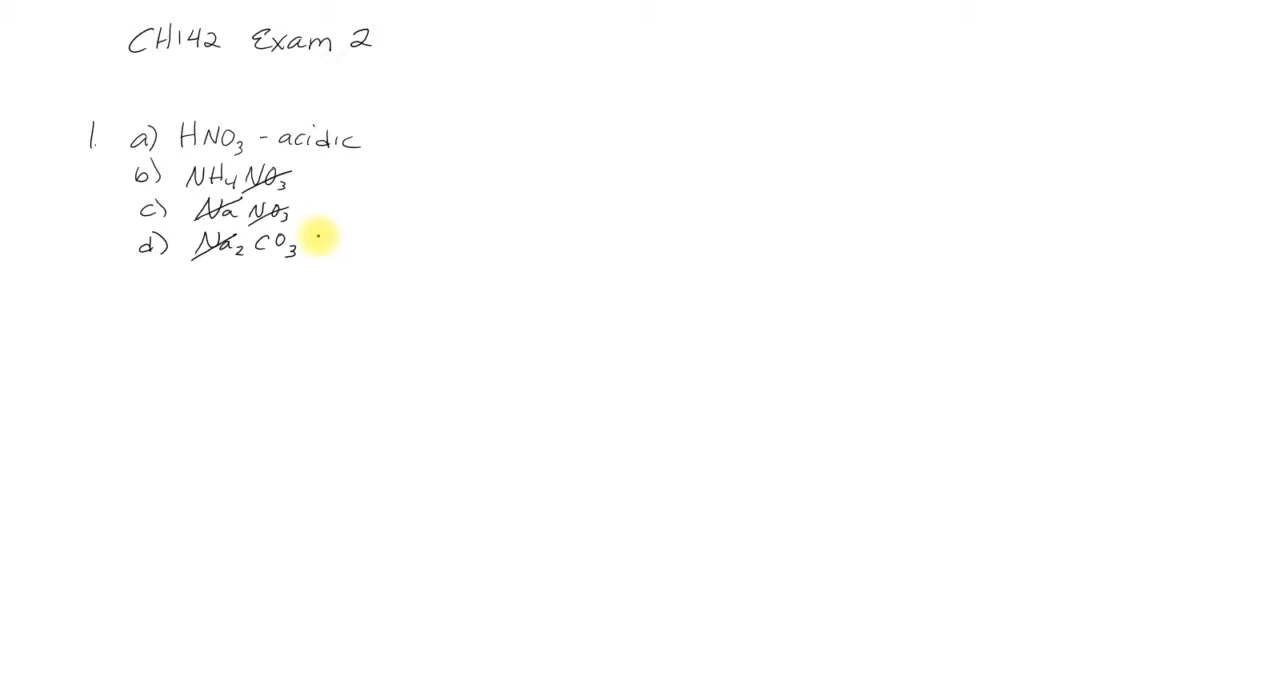 CH142 Exam 2
1. a) HNO3 - acidic
b) NH4NO3
c) NaNO3
d) Na2CO3